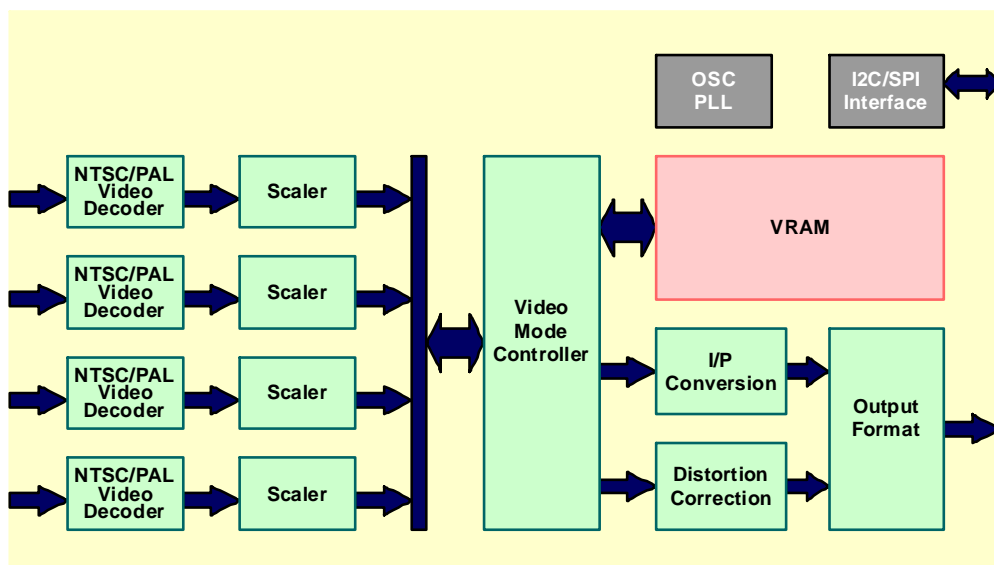 OSC
PLL
I2C/SPI
Interface
NTSC/PAL
Video
Decoder
Scaler
VRAM
NTSC/PAL
Video
Decoder
Scaler
Video
Mode
Controller
I/P
Conversion
NTSC/PAL
Video
Decoder
Scaler
Output
Format
NTSC/PAL
Video
Decoder
Scaler
Distortion
Correction